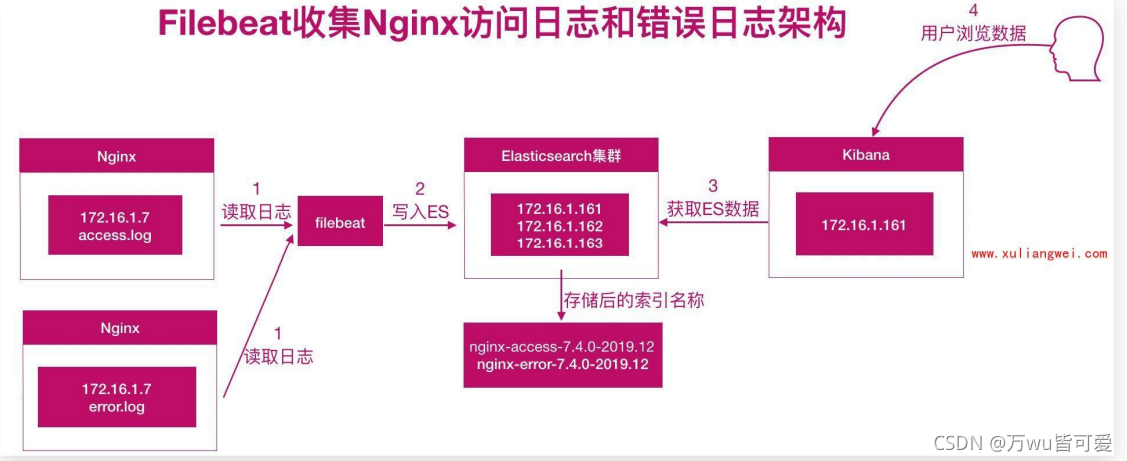 Filebeat收集Nginx访问日志和错误日志架构
4
用户浏览数据
Nginx
172.16.1.7
access.log
1
读取日志
filebeat
2
写入ES
Elasticsearch集群
172.16.1.161
172.16.1.162
172.16.1.163
3
获取ES数据
Kibana
172.16.1.161
www.xuliangwei.com
存储后的索引名称
nginx-access-7.4.0-2019.12
nginx-error-7.4.0-2019.12
Nginx
172.16.1.7
error.log
1
读取日志
CSDN @万wu皆可爱